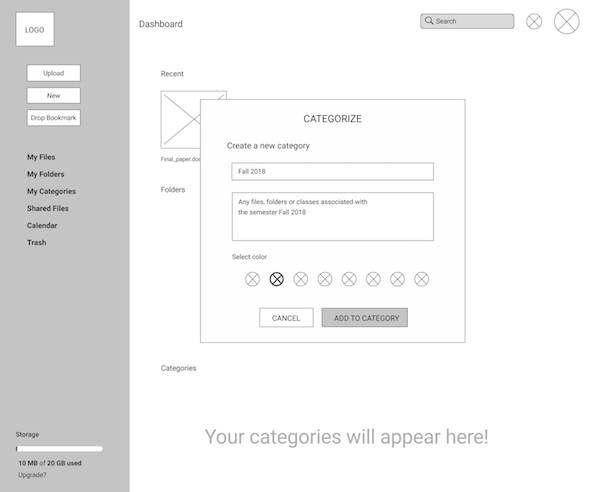 LOGO
Dashboard
Search
Upload
New
Drop Bookmark
My Files
My Folders
My Categories
Shared Files
Calendar
Trash
Storage
10 MB of 20 GB used
Upgrade?
Recent
Final_paper.doc
Folders
CATEGORIZE
Create a new category
Fall 2018
Any files, folders or classes associated with
the semester Fall 2018
Select color
CANCEL
ADD TO CATEGORY
Categories
Your categories will appear here!